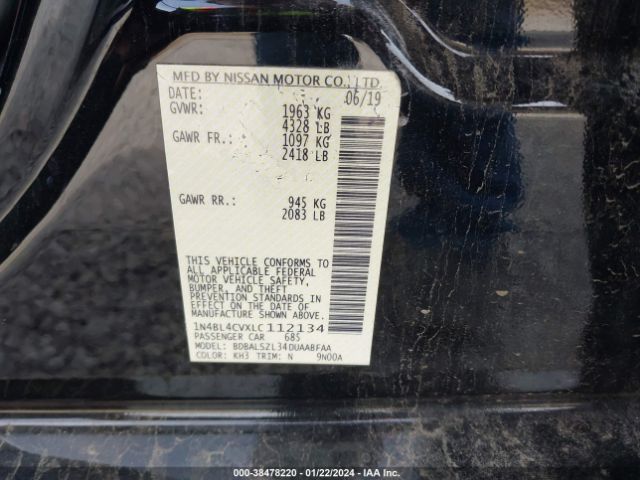 MFD BY NISSAN MOTOR CO., LTD
DATE: 06/19
GVWR: 1963 KG
4328 LB
GAWR FR.: 1097 KG
2418 LB
GAWR RR.: 945 KG
2083 LB
THIS VEHICLE CONFORMS TO
ALL APPLICABLE FEDERAL
MOTOR VEHICLE SAFETY,
BUMPER, AND THEFT
PREVENTION STANDARDS IN
EFFECT ON THE DATE OF
MANUFACTURE SHOWN ABOVE.
1N4BL4CVXLC112134
PASSENGER CAR 685
MODEL: BDBALSZL34DUAABFAA
COLOR: KH3 TRIM: N 9N00A
000-38478220 - 01/22/2024 - IAA Inc.